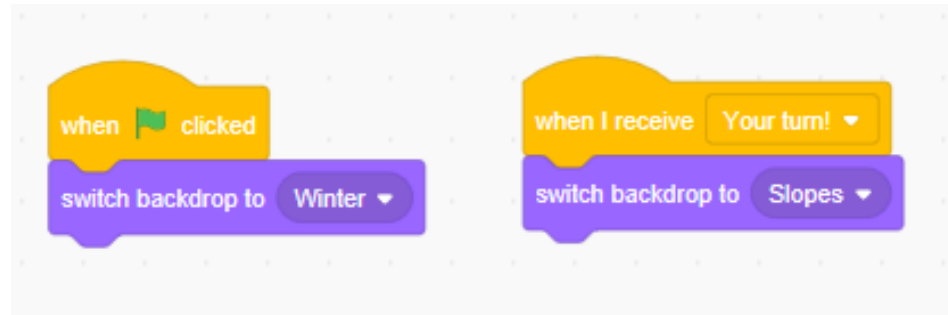 when clicked
switch backdrop to Winter
when I receive Your turn!
switch backdrop to Slopes